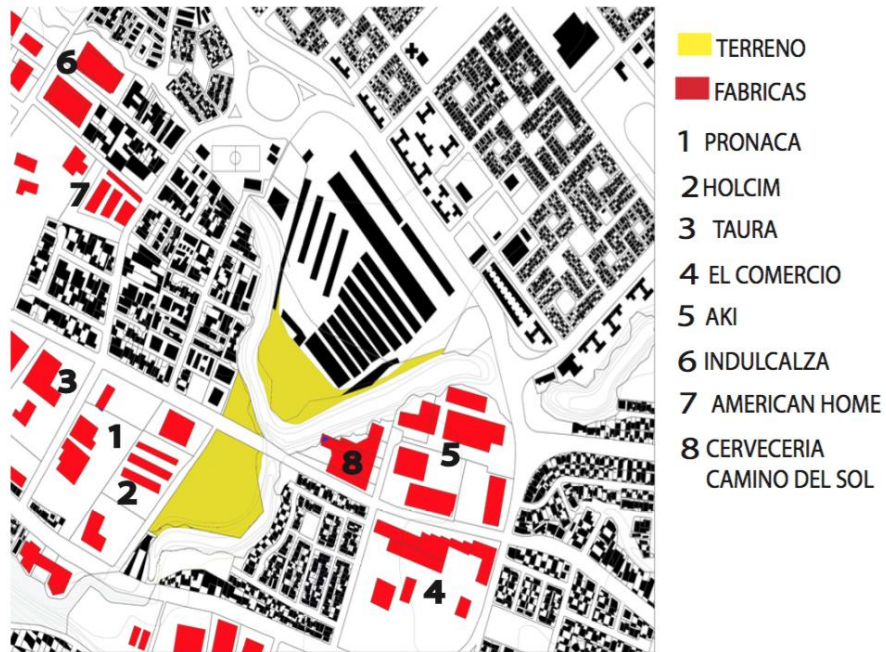 6
7
3
1
2
8
5
4
TERRENO
FABRICAS
1 PRONACA
2 HOLCIM
3 TAURA
4 EL COMERCIO
5 AKI
6 INDULCALZA
7 AMERICAN HOME
8 CERVECERIA
CAMINO DEL SOL